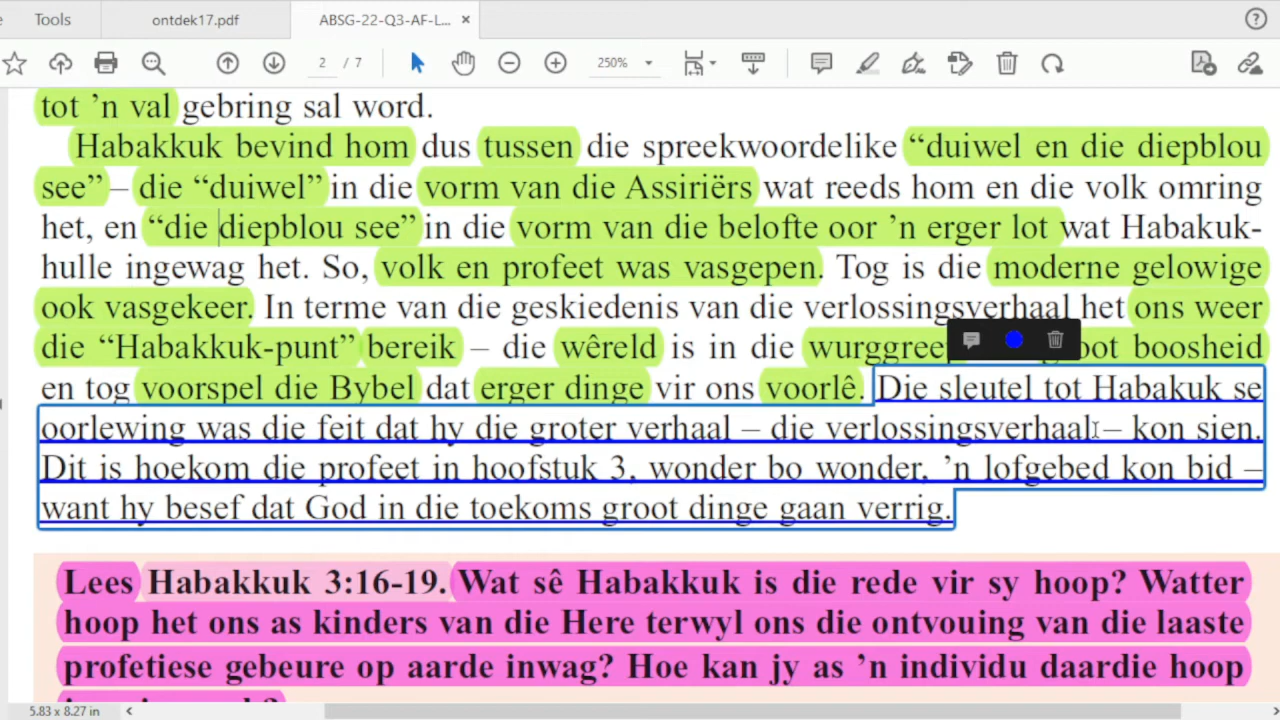 Tools
ontdek17.pdf
ABSG-22-Q3-AF-L...
2 / 7
250%
tot ’n val gebring sal word.
Habakkuk bevind hom dus tussen die spreekwoordelike “duiwel en die diepblou
see” – die “duiwel” in die vorm van die Assiriërs wat reeds hom en die volk omring
het, en “die diepblou see” in die vorm van die belofte oor ’n erger lot wat Habakuk-
hulle ingewag het. So, volk en profeet was vasgepen. Tog is die moderne gelowige
ook vasgekeer. In terme van die geskiedenis van die verlossingsverhaal het ons weer
die “Habakkuk-punt” bereik – die wêreld is in die boosheid
en tog voorspel die Bybel dat erger dinge vir ons voorlê. Die sleutel tot Habakuk se
oorlewing was die feit dat hy die groter verhaal – die verlossingsverhaal – kon sien.
Dit is hoekom die profeet in hoofstuk 3, wonder bo wonder, ’n lofgebed kon bid –
want hy besef dat God in die toekoms groot dinge gaan verrig.
Lees Habakkuk 3:16-19. Wat sê Habakkuk is die rede vir sy hoop? Watter
hoop het ons as kinders van die Here terwyl ons die ontvouing van die laaste
profetiese gebeure op aarde inwag? Hoe kan jy as ’n individu daardie hoop
5.83 x 8.27 in